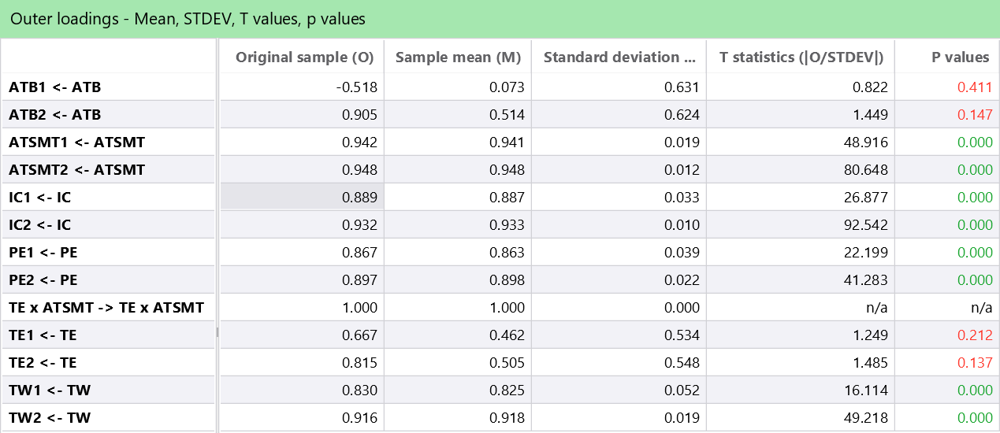 Outer loadings - Mean, STDEV, T values, p values
Original sample (O) Sample mean (M) Standard deviation ... T statistics (|O/STDEV|) P values
ATB1 <- ATB -0.518 0.073 0.631 0.822 0.411
ATB2 <- ATB 0.905 0.514 0.624 1.449 0.147
ATSMT1 <- ATSMT 0.942 0.941 0.019 48.916 0.000
ATSMT2 <- ATSMT 0.948 0.948 0.012 80.648 0.000
IC1 <- IC 0.889 0.887 0.033 26.877 0.000
IC2 <- IC 0.932 0.933 0.010 92.542 0.000
PE1 <- PE 0.867 0.863 0.039 22.199 0.000
PE2 <- PE 0.897 0.898 0.022 41.283 0.000
TE x ATSMT -> TE x ATSMT 1.000 1.000 0.000 n/a n/a
TE1 <- TE 0.667 0.462 0.534 1.249 0.212
TE2 <- TE 0.815 0.505 0.548 1.485 0.137
TW1 <- TW 0.830 0.825 0.052 16.114 0.000
TW2 <- TW 0.916 0.918 0.019 49.218 0.000